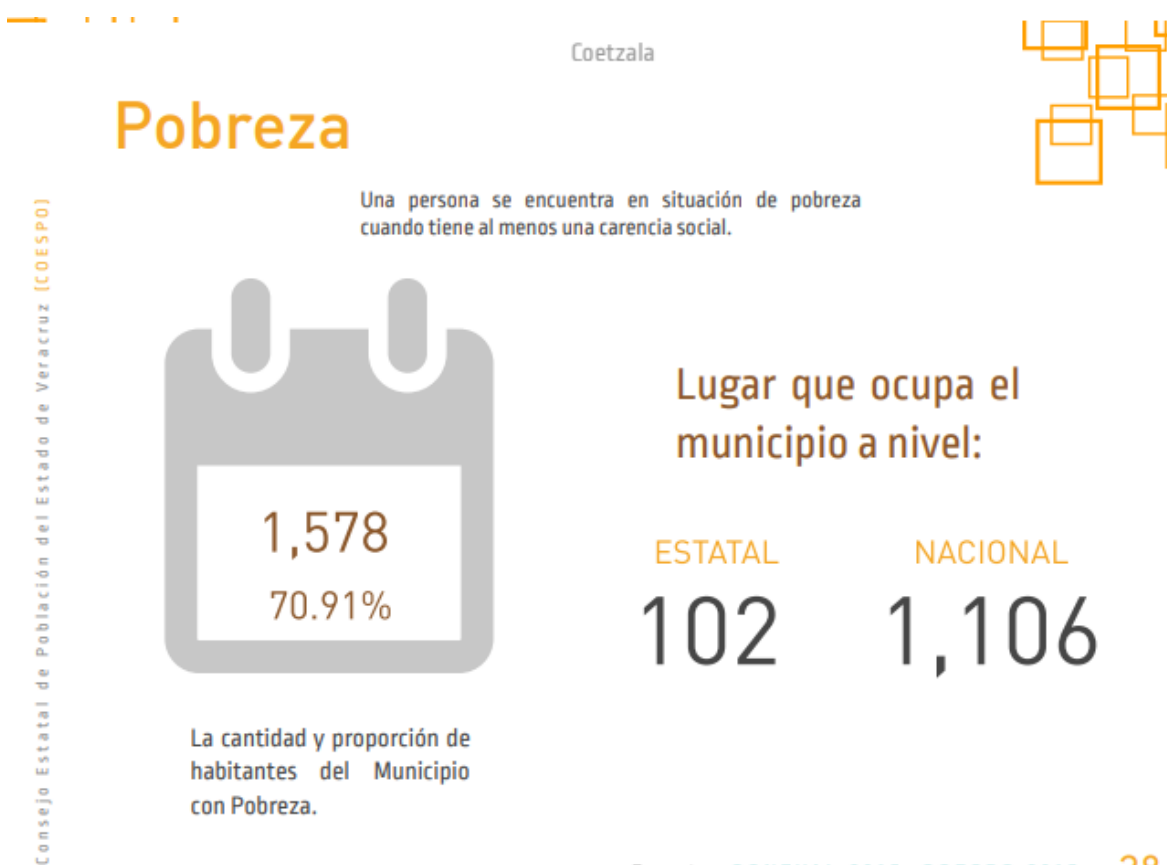 Coetzala
Pobreza
Una persona se encuentra en situación de pobreza
cuando tiene al menos una carencia social.
Consejo Estatal de Población del Estado de Veracruz (COESPO)
1,578
70.91%
La cantidad y proporción de
habitantes del Municipio
con Pobreza.
Lugar que ocupa el
municipio a nivel:
ESTATAL NACIONAL
102 1,106